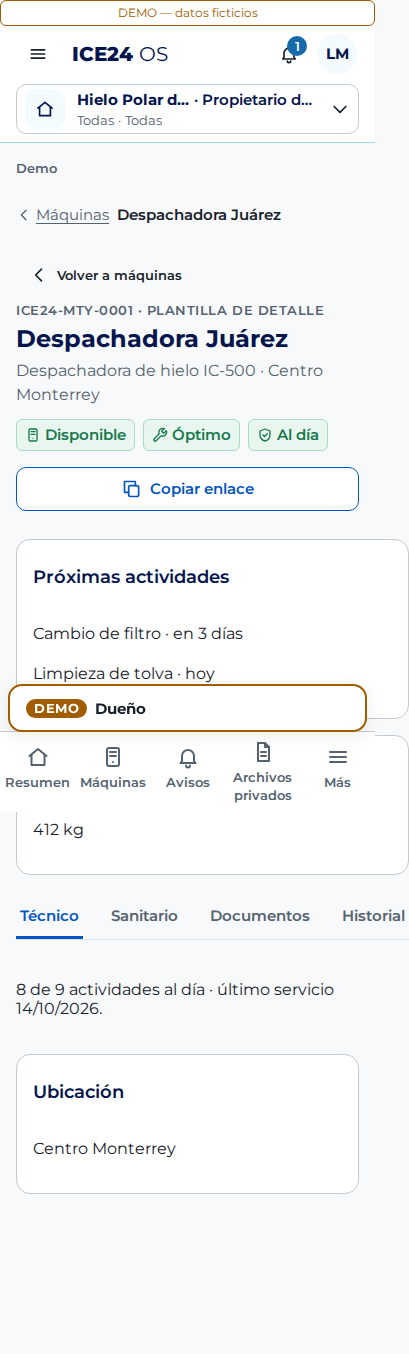 DEMO — datos ficticios
ICE24 OS
1
LM
Hielo Polar d... · Propietario d...
Todas · Todas
Demo
Máquinas Despachadora Juárez
Volver a máquinas
ICE24-MTY-0001 · PLANTILLA DE DETALLE
Despachadora Juárez
Despachadora de hielo IC-500 · Centro
Monterrey
Disponible
Óptimo
Al día
Copiar enlace
Próximas actividades
Cambio de filtro · en 3 días
Limpieza de tolva · hoy
DEMO Dueño
Resumen
Máquinas
Avisos
Archivos
privados
Más
412 kg
Técnico
Sanitario
Documentos
Historial
8 de 9 actividades al día · último servicio
14/10/2026.
Ubicación
Centro Monterrey